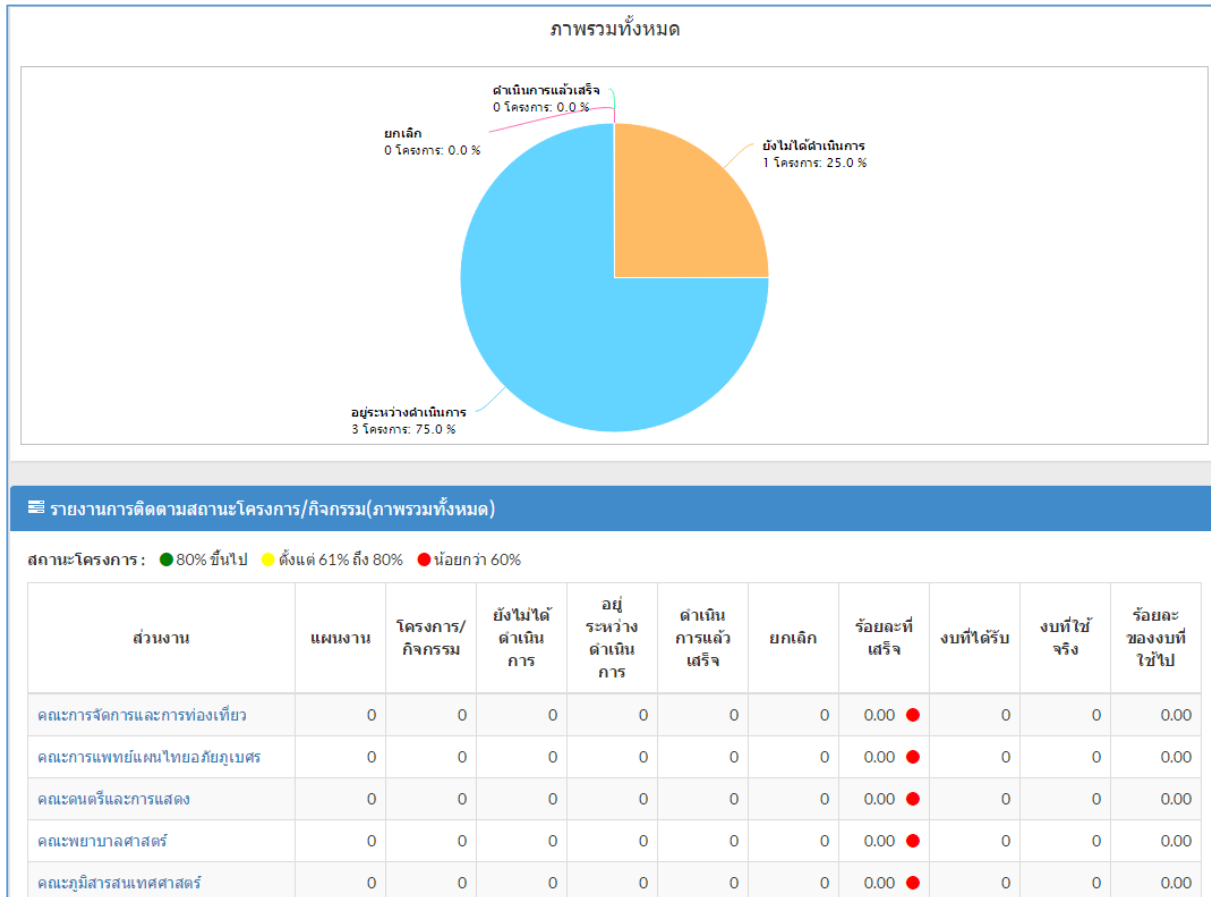 ภาพรวมทั้งหมด
ดำเนินการแล้วเสร็จ
0 โครงการ: 0.0 %
ยกเลิก
0 โครงการ: 0.0 %
ยังไม่ได้ดำเนินการ
1 โครงการ: 25.0 %
อยู่ระหว่างดำเนินการ
3 โครงการ: 75.0 %
รายงานการติดตามสถานะโครงการ/กิจกรรม(ภาพรวมทั้งหมด)
สถานะโครงการ : 80% ขึ้นไป ตั้งแต่ 61% ถึง 80% น้อยกว่า 60%
ส่วนงาน แผนงาน โครงการ/กิจกรรม ยังไม่ได้ดำเนินการ อยู่ระหว่างดำเนินการ ดำเนินการแล้วเสร็จ ยกเลิก ร้อยละที่เสร็จ งบที่ได้รับ งบที่ใช้จริง ร้อยละของงบที่ใช้ไป
คณะการจัดการและการท่องเที่ยว 0 0 0 0 0 0 0.00 0 0 0.00
คณะการแพทย์แผนไทยอภัยภูเบศร 0 0 0 0 0 0 0.00 0 0 0.00
คณะดนตรีและการแสดง 0 0 0 0 0 0 0.00 0 0 0.00
คณะพยาบาลศาสตร์ 0 0 0 0 0 0 0.00 0 0 0.00
คณะภูมิสารสนเทศศาสตร์ 0 0 0 0 0 0 0.00 0 0 0.00